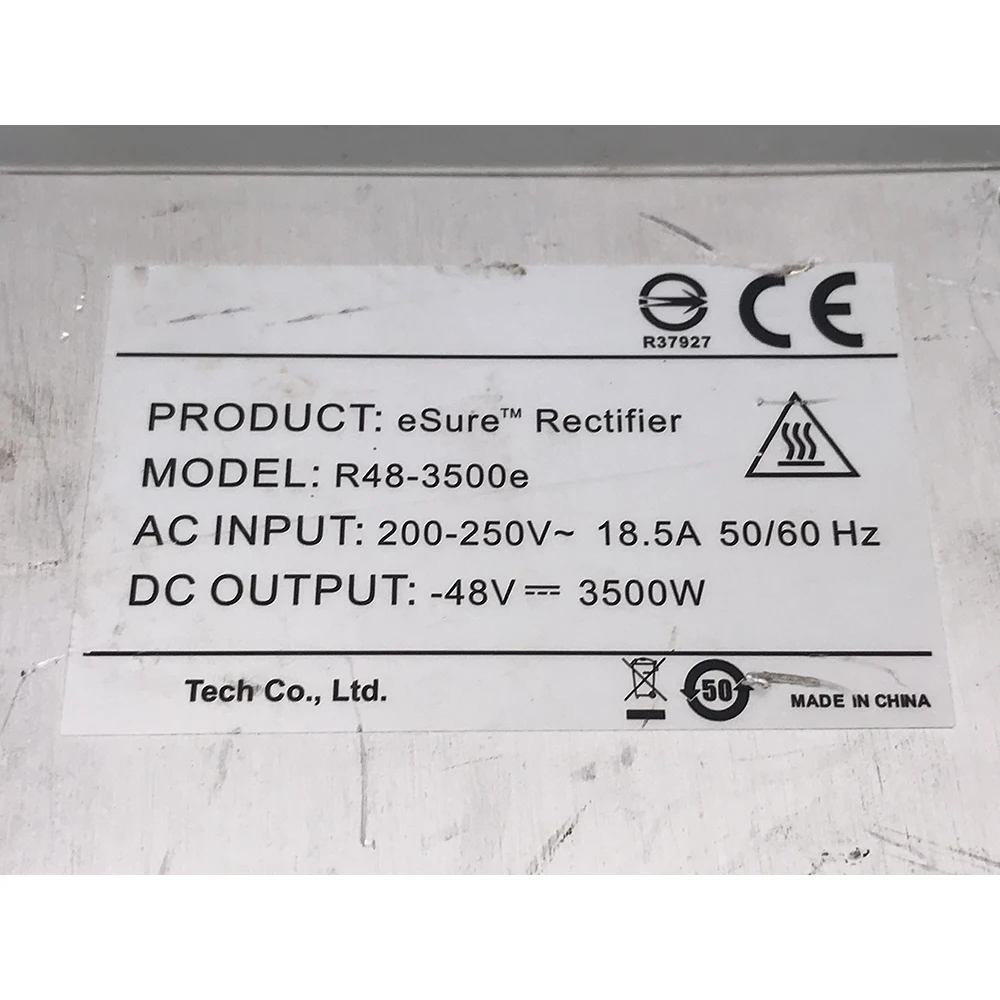 R37927
CE
PRODUCT: eSure™ Rectifier
MODEL: R48-3500e
AC INPUT: 200-250V~ 18.5A 50/60 Hz
DC OUTPUT: -48V⎓ 3500W
Tech Co., Ltd.
50
MADE IN CHINA